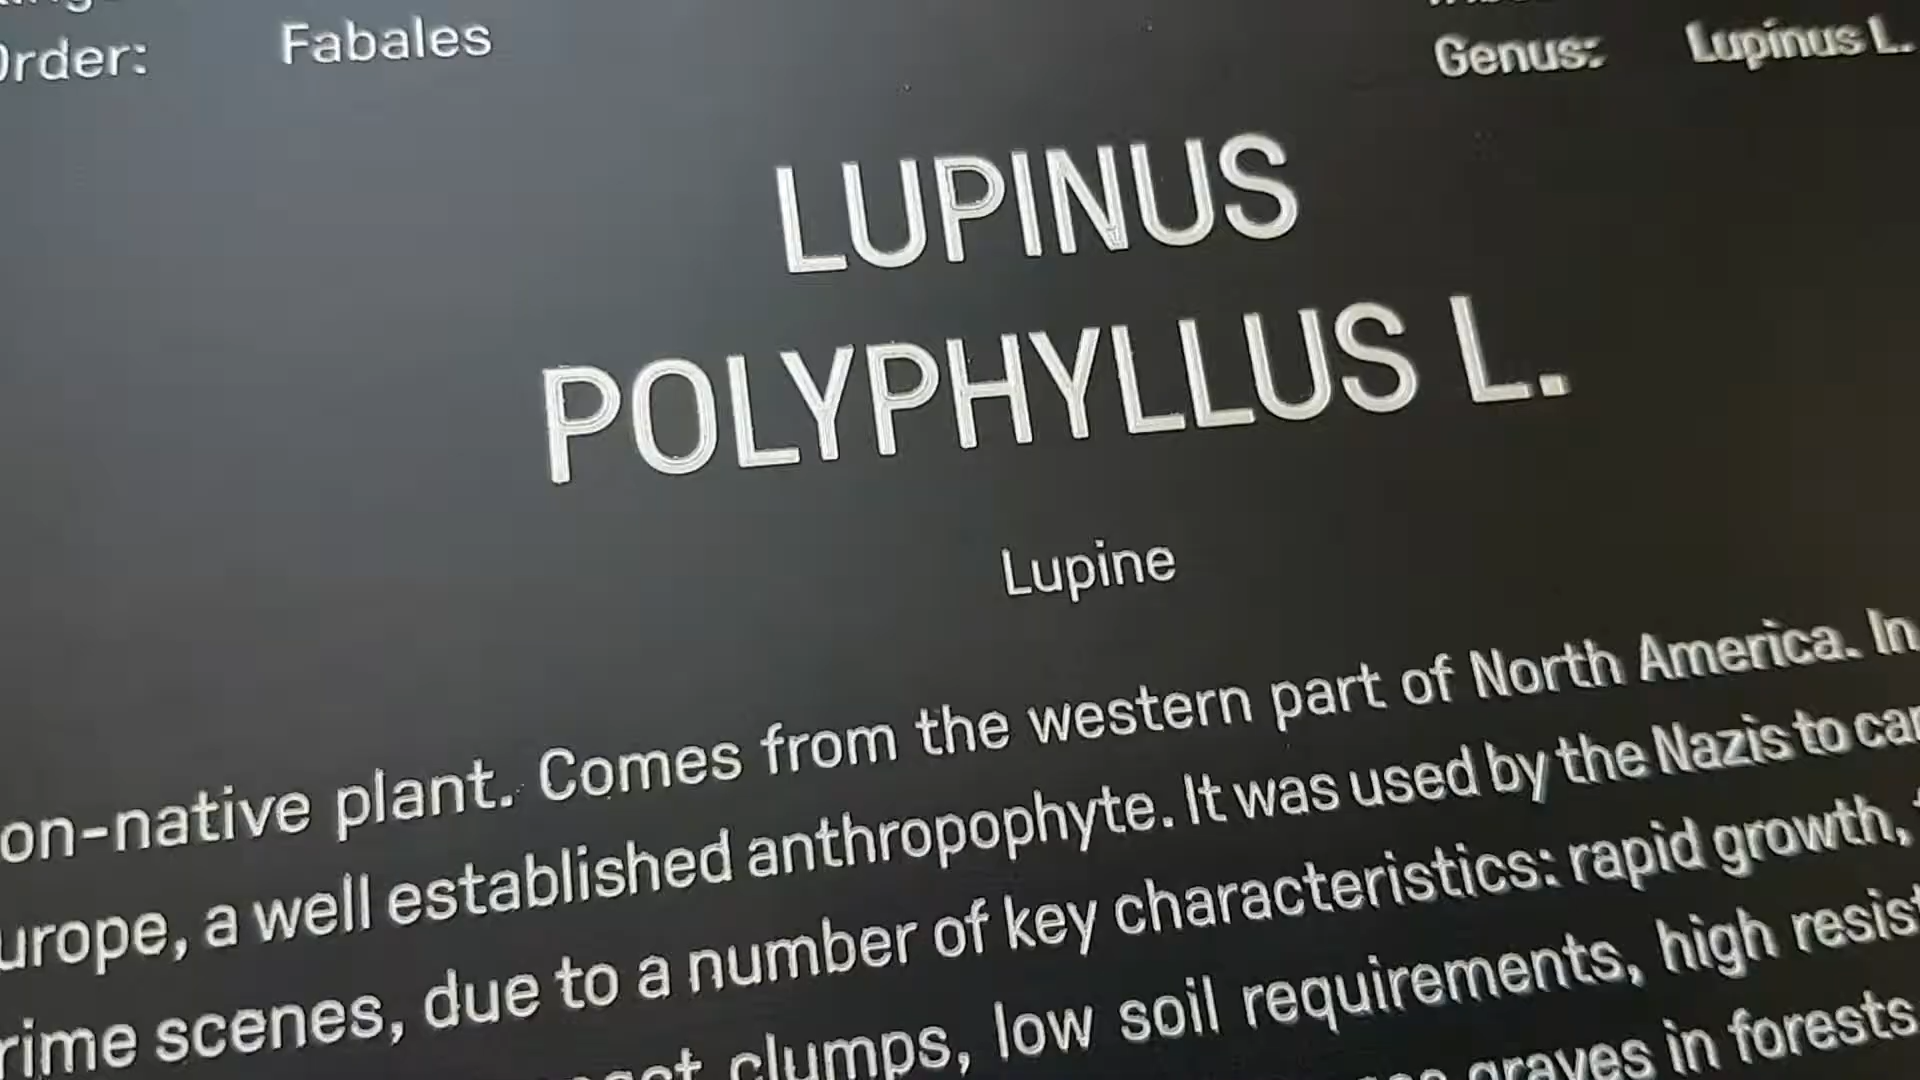 Order: Fabales Genus: Lupinus L.
LUPINUS
POLYPHYLLUS L.
Lupine
on-native plant. Comes from the western part of North America. In
urope, a well established anthropophyte. It was used by the Nazis to
rime scenes, due to a number of key characteristics: rapid growth,
clumps, low soil requirements, high
graves in forests